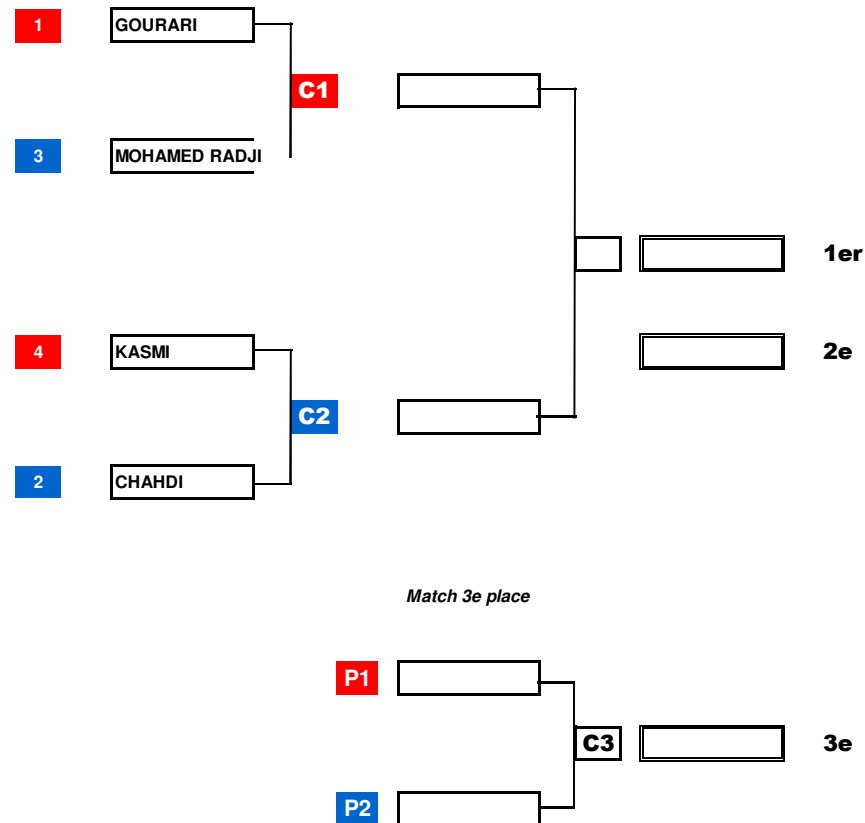 1 GOURARI
C1
3 MOHAMED RADJI
1er
4 KASMI
2e
C2
2 CHAHDI
Match 3e place
P1
C3 3e
P2